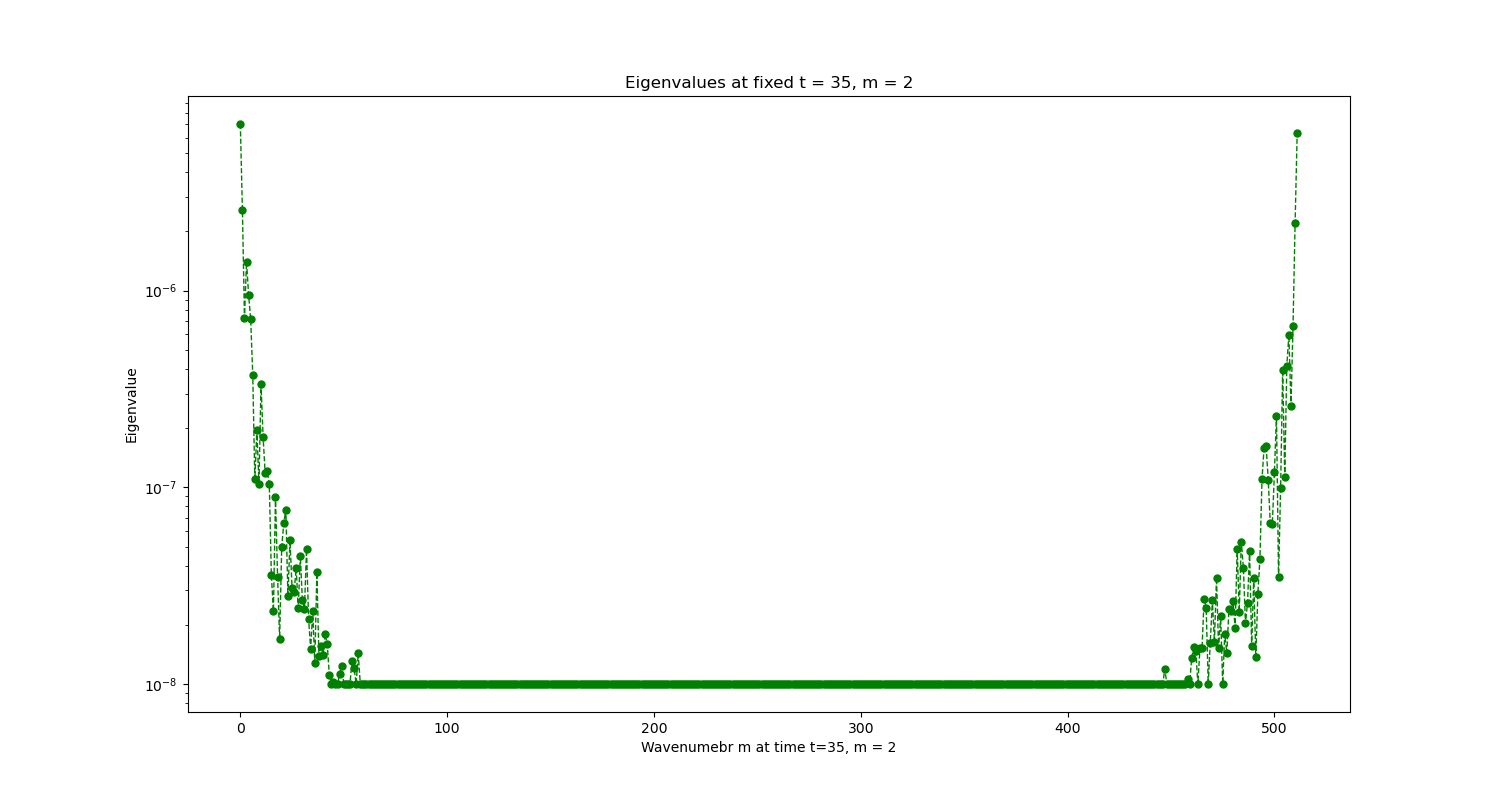 Eigenvalues at fixed t = 35, m = 2
Eigenvalue
10⁻⁶
10⁻⁷
10⁻⁸
0 100 200 300 400 500
Wavenumebr m at time t=35, m = 2